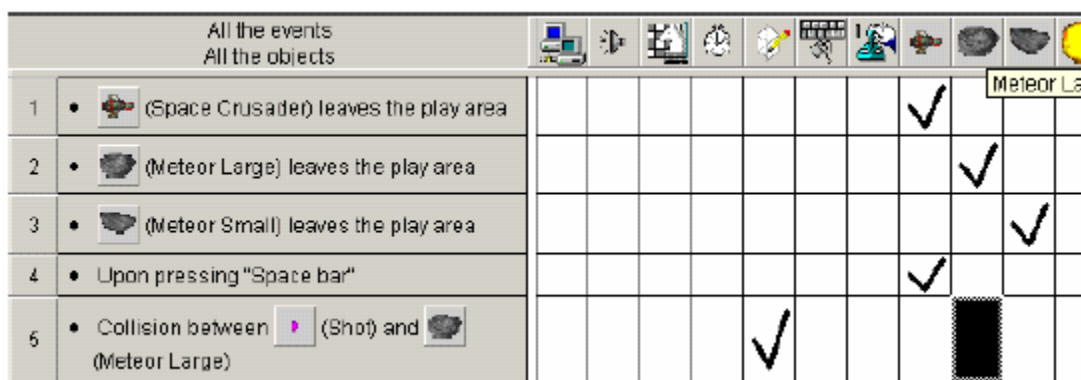 All the events
All the objects
Meteor La
1 • (Space Crusader) leaves the play area
2 • (Meteor Large) leaves the play area
3 • (Meteor Small) leaves the play area
4 • Upon pressing "Space bar"
5 • Collision between (Shot) and
(Meteor Large)